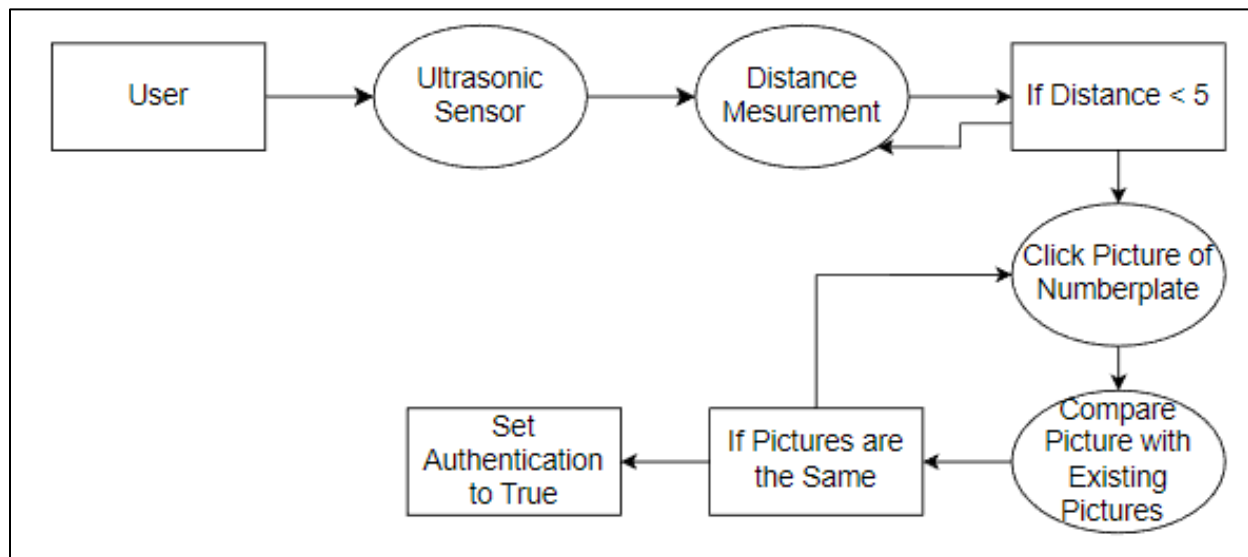 User
Ultrasonic
Sensor
Distance
Mesurement
If Distance < 5
Click Picture of
Numberplate
Compare
Picture with
Existing
Pictures
If Pictures are
the Same
Set
Authentication
to True